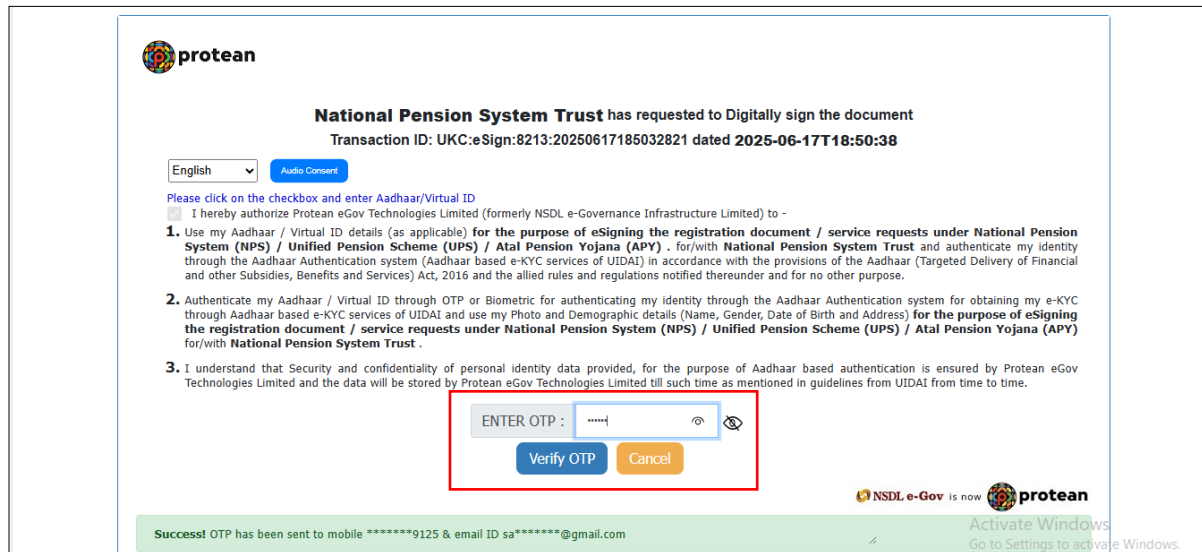 protean
National Pension System Trust has requested to Digitally sign the document
Transaction ID: UKC:eSign:8213:20250617185032821 dated 2025-06-17T18:50:38
English
Audio Consent
Please click on the checkbox and enter Aadhaar/Virtual ID
I hereby authorize Protean eGov Technologies Limited (formerly NSDL e-Governance Infrastructure Limited) to -
1. Use my Aadhaar / Virtual ID details (as applicable) for the purpose of eSigning the registration document / service requests under National Pension
System (NPS) / Unified Pension Scheme (UPS) / Atal Pension Yojana (APY) . for/with National Pension System Trust and authenticate my identity
through the Aadhaar Authentication system (Aadhaar based e-KYC services of UIDAI) in accordance with the provisions of the Aadhaar (Targeted Delivery of Financial
and other Subsidies, Benefits and Services) Act, 2016 and the allied rules and regulations notified thereunder and for no other purpose.
2. Authenticate my Aadhaar / Virtual ID through OTP or Biometric for authenticating my identity through the Aadhaar Authentication system for obtaining my e-KYC
through Aadhaar based e-KYC services of UIDAI and use my Photo and Demographic details (Name, Gender, Date of Birth and Address) for the purpose of eSigning
the registration document / service requests under National Pension System (NPS) / Unified Pension Scheme (UPS) / Atal Pension Yojana (APY)
for/with National Pension System Trust .
3. I understand that Security and confidentiality of personal identity data provided, for the purpose of Aadhaar based authentication is ensured by Protean eGov
Technologies Limited and the data will be stored by Protean eGov Technologies Limited till such time as mentioned in guidelines from UIDAI from time to time.
ENTER OTP :
Verify OTP
Cancel
NSDL e-Gov is now protean
Success! OTP has been sent to mobile *******9125 & email ID sa*******@gmail.com
Activate Windows
Go to Settings to activate Windows.